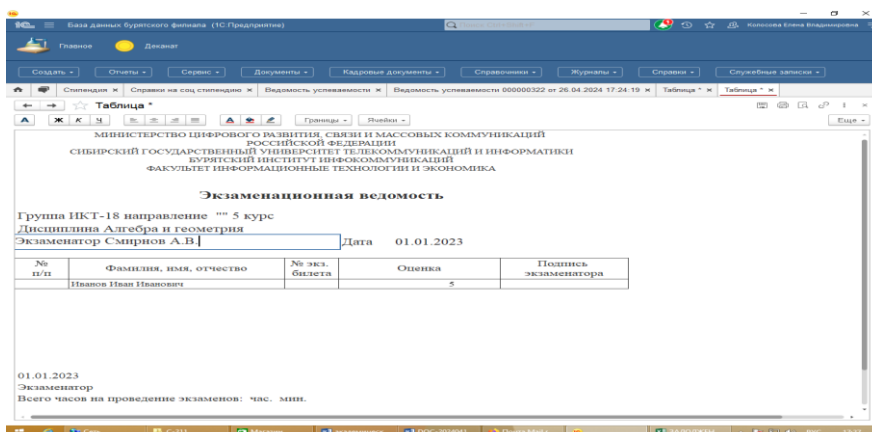 База данных бурятского филиала (1С:Предприятие)
Колосова Елена Владимировна
Главное Деканат
Создать Отчеты Сервис Документы Кадровые документы Справочники Журналы Справки Служебные записки
Стипендия × Справки на соц стипендию × Ведомость успеваемости × Ведомость успеваемости 000000322 от 26.04.2024 17:24:19 × Таблица * × Таблица * ×
Таблица *
А Ж К Ч А Границы Ячейки Еще
МИНИСТЕРСТВО ЦИФРОВОГО РАЗВИТИЯ, СВЯЗИ И МАССОВЫХ КОММУНИКАЦИЙ
РОССИЙСКОЙ ФЕДЕРАЦИИ
СИБИРСКИЙ ГОСУДАРСТВЕННЫЙ УНИВЕРСИТЕТ ТЕЛЕКОММУНИКАЦИЙ И ИНФОРМАТИКИ
БУРЯТСКИЙ ИНСТИТУТ ИНФОКОММУНИКАЦИЙ
ФАКУЛЬТЕТ ИНФОРМАЦИОННЫЕ ТЕХНОЛОГИИ И ЭКОНОМИКА
Экзаменационная ведомость
Группа ИКТ-18 направление "" 5 курс
Дисциплина Алгебра и геометрия
Экзаменатор Смирнов А.В. Дата 01.01.2023
№ п/п Фамилия, имя, отчество № экз. билета Оценка Подпись экзаменатора
Иванов Иван Иванович 5
01.01.2023
Экзаменатор
Всего часов на проведение экзаменов: час. мин.